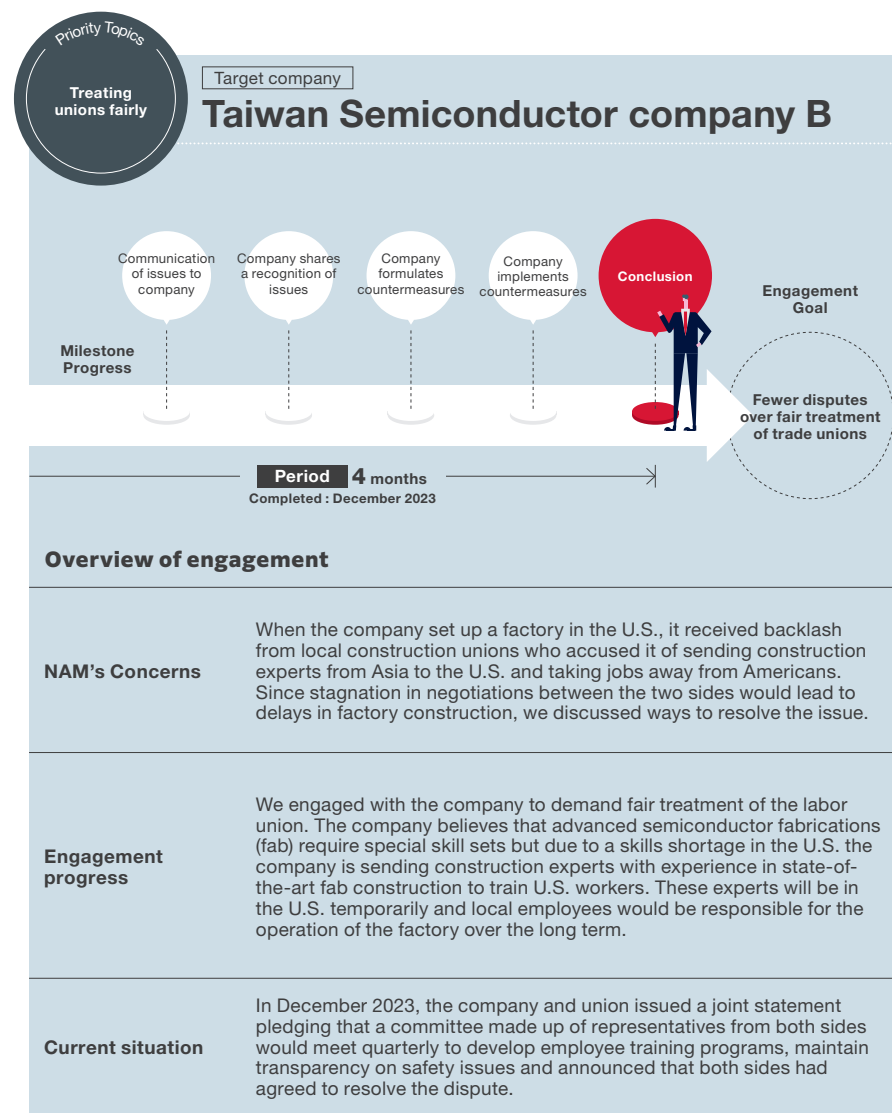 Priority Topics
Treating
unions fairly
Target company
Taiwan Semiconductor company B
Communication
of issues to
company
Company shares
a recognition of
issues
Company
formulates
countermeasures
Company
implements
countermeasures
Conclusion
Engagement
Goal
Milestone
Progress
Fewer disputes
over fair treatment
of trade unions
Period 4 months
Completed : December 2023
Overview of engagement
NAM's Concerns
When the company set up a factory in the U.S., it received backlash
from local construction unions who accused it of sending construction
experts from Asia to the U.S. and taking jobs away from Americans.
Since stagnation in negotiations between the two sides would lead to
delays in factory construction, we discussed ways to resolve the issue.
Engagement
progress
We engaged with the company to demand fair treatment of the labor
union. The company believes that advanced semiconductor fabrications
(fab) require special skill sets but due to a skills shortage in the U.S. the
company is sending construction experts with experience in state-of-
the-art fab construction to train U.S. workers. These experts will be in
the U.S. temporarily and local employees would be responsible for the
operation of the factory over the long term.
Current situation
In December 2023, the company and union issued a joint statement
pledging that a committee made up of representatives from both sides
would meet quarterly to develop employee training programs, maintain
transparency on safety issues and announced that both sides had
agreed to resolve the dispute.